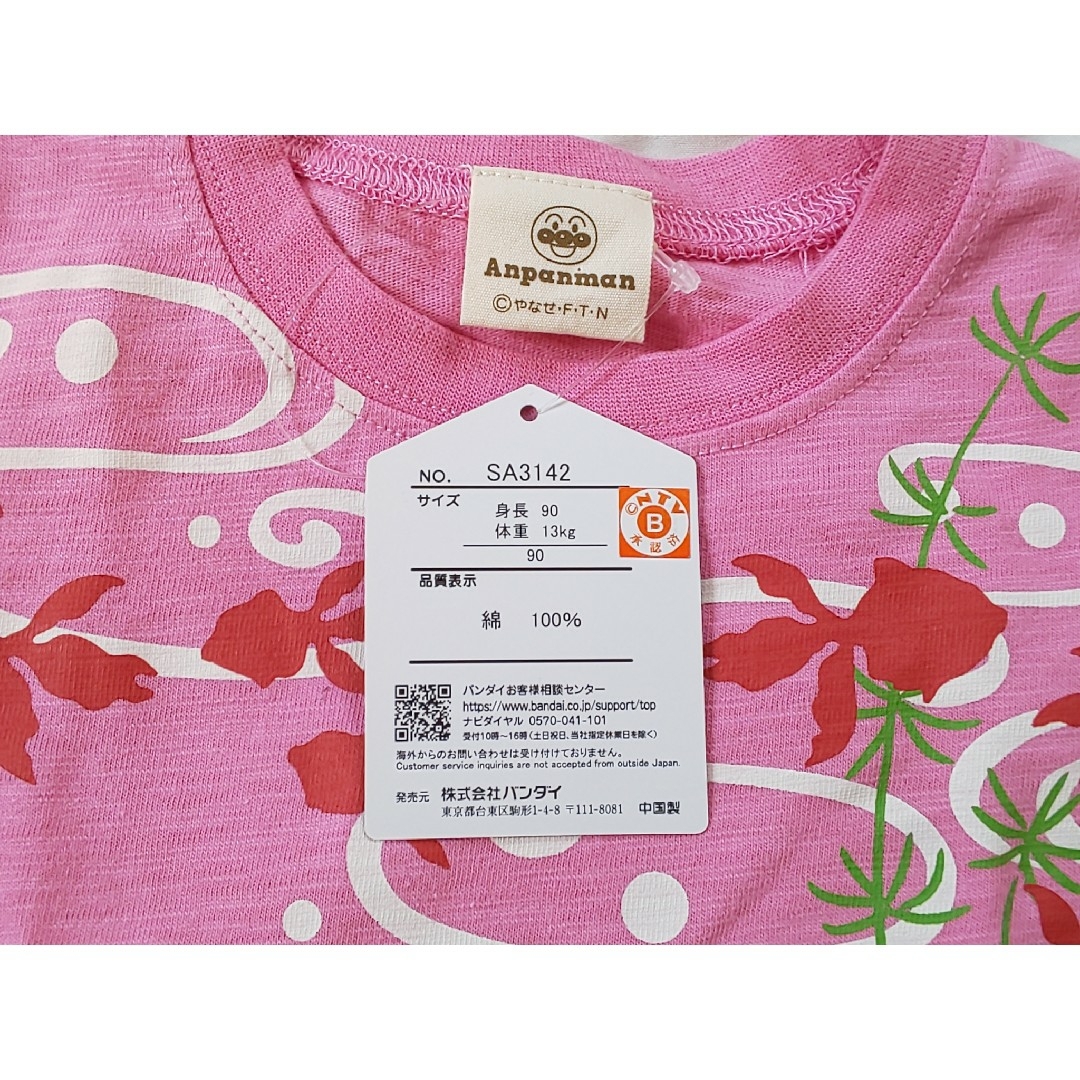 Anpanman
©やなせ・F・T・N
NO. SA3142
サイズ
身長 90
体重 13kg
90
©NTV
B
承認済
品質表示
綿 100%
バンダイお客様相談センター
https://www.bandai.co.jp/support/top
ナビダイヤル 0570-041-101
受付10時～16時(土日祝日、当社指定休業日を除く)
海外からのお問い合わせは受け付けておりません。
Customer service inquiries are not accepted from outside Japan.
発売元 株式会社バンダイ
東京都台東区駒形1-4-8 〒111-8081 中国製